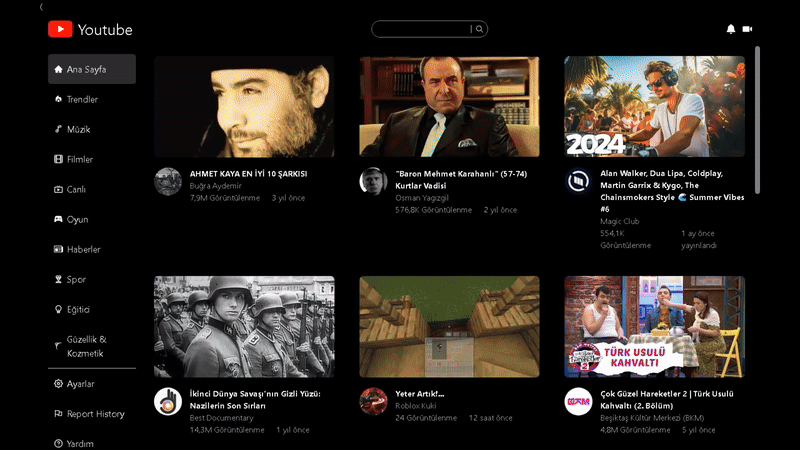 Youtube
Ana Sayfa
Trendler
Müzik
Filmler
Canlı
Oyun
Haberler
Spor
Eğitici
Güzellik &
Kozmetik
Ayarlar
Report History
Yardım
AHMET KAYA EN İYİ 10 ŞARKISI
Buğra Aydemir
7,9M Görüntülenme 3 yıl önce
"Baron Mehmet Karahanlı" (57-74)
Kurtlar Vadisi
Osman Yagızgil
576,8K Görüntülenme 2 yıl önce
2024
Alan Walker, Dua Lipa, Coldplay,
Martin Garrix & Kygo, The
Chainsmokers Style 🌊 Summer Vibes
#6
Magic Club
554,1K
Görüntülenme
1 ay önce
yayınlandı
İkinci Dünya Savaşı'nın Gizli Yüzü:
Nazilerin Son Sırları
Best Documentary
14,3M Görüntülenme 1 yıl önce
Yeter Artık!...
Roblox Kuki
24 Görüntülenme 12 saat önce
TÜRK USULÜ
KAHVALTI
BKM
Çok Güzel Hareketler 2 | Türk Usulü
Kahvaltı (2. Bölüm)
Beşiktaş Kültür Merkezi (BKM)
4,8M Görüntülenme 5 yıl önce